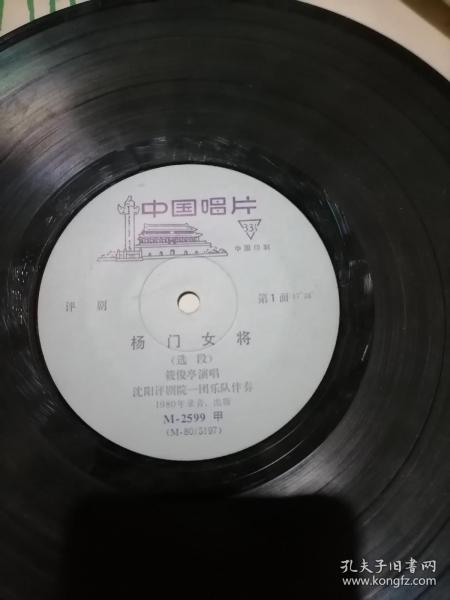 中国唱片
33
中国印制
评 剧
第1面
杨门女将
(选段)
筱俊亭演唱
沈阳评剧院一团乐队伴奏
1980年录音、出版
M-2599 甲
(M-80/5197)
孔夫子旧书网
www.kongfz.com